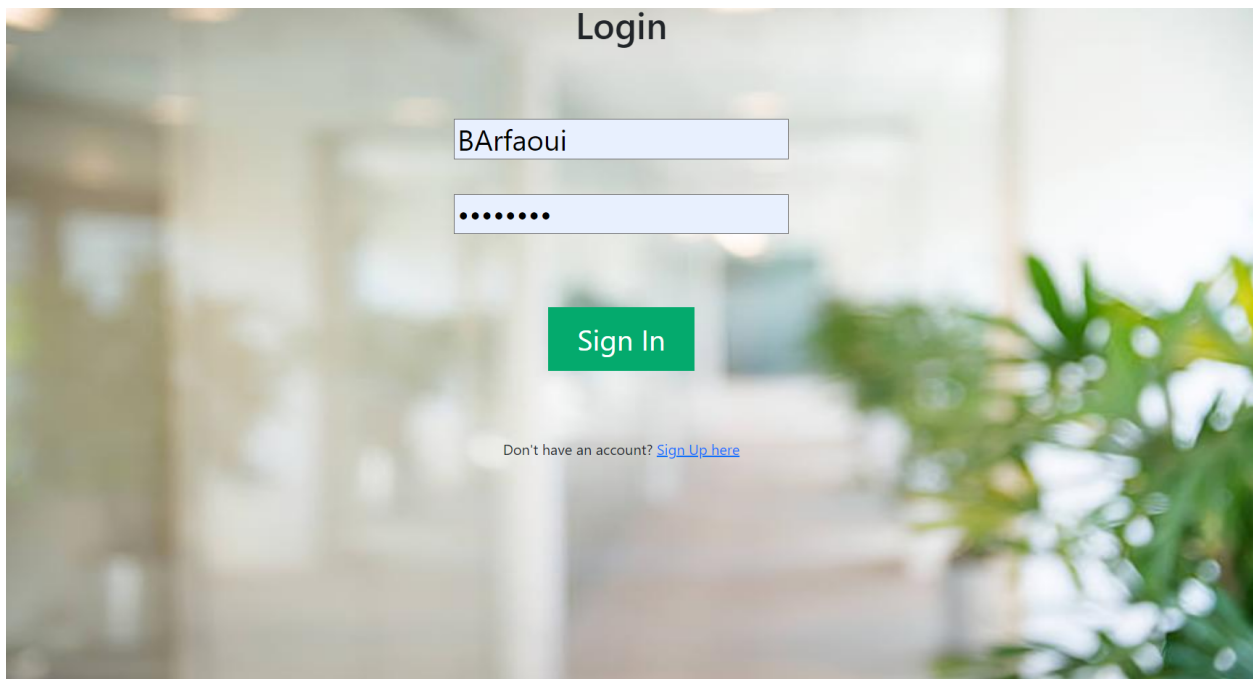 Login
BArfaoui
••••••••
Sign In
Don't have an account? Sign Up here